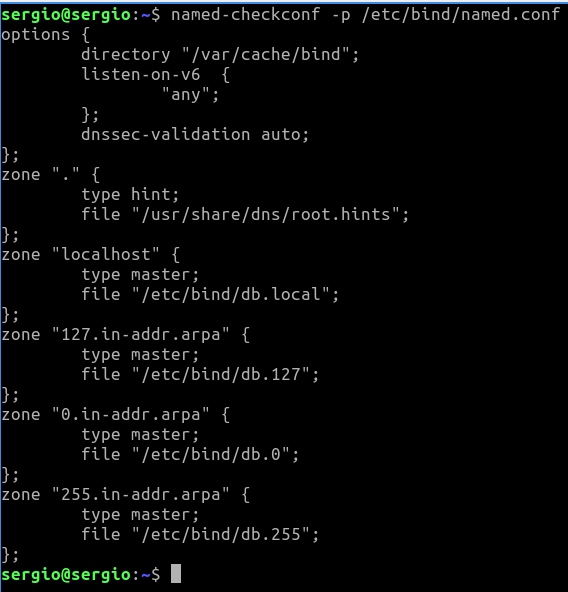 sergio@sergio:~$ named-checkconf -p /etc/bind/named.conf
options {
        directory "/var/cache/bind";
        listen-on-v6  {
                "any";
        };
        dnssec-validation auto;
};
zone "." {
        type hint;
        file "/usr/share/dns/root.hints";
};
zone "localhost" {
        type master;
        file "/etc/bind/db.local";
};
zone "127.in-addr.arpa" {
        type master;
        file "/etc/bind/db.127";
};
zone "0.in-addr.arpa" {
        type master;
        file "/etc/bind/db.0";
};
zone "255.in-addr.arpa" {
        type master;
        file "/etc/bind/db.255";
};
sergio@sergio:~$